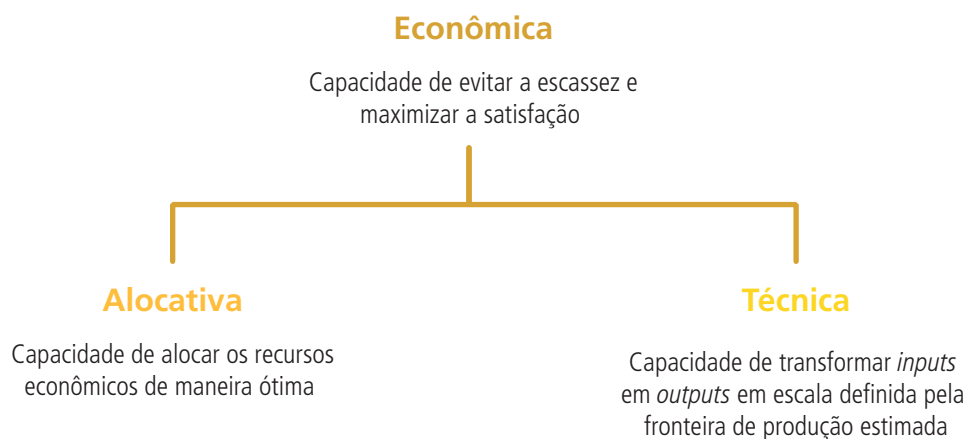 Econômica
Capacidade de evitar a escassez e
maximizar a satisfação
Alocativa
Capacidade de alocar os recursos
econômicos de maneira ótima
Técnica
Capacidade de transformar inputs
em outputs em escala definida pela
fronteira de produção estimada